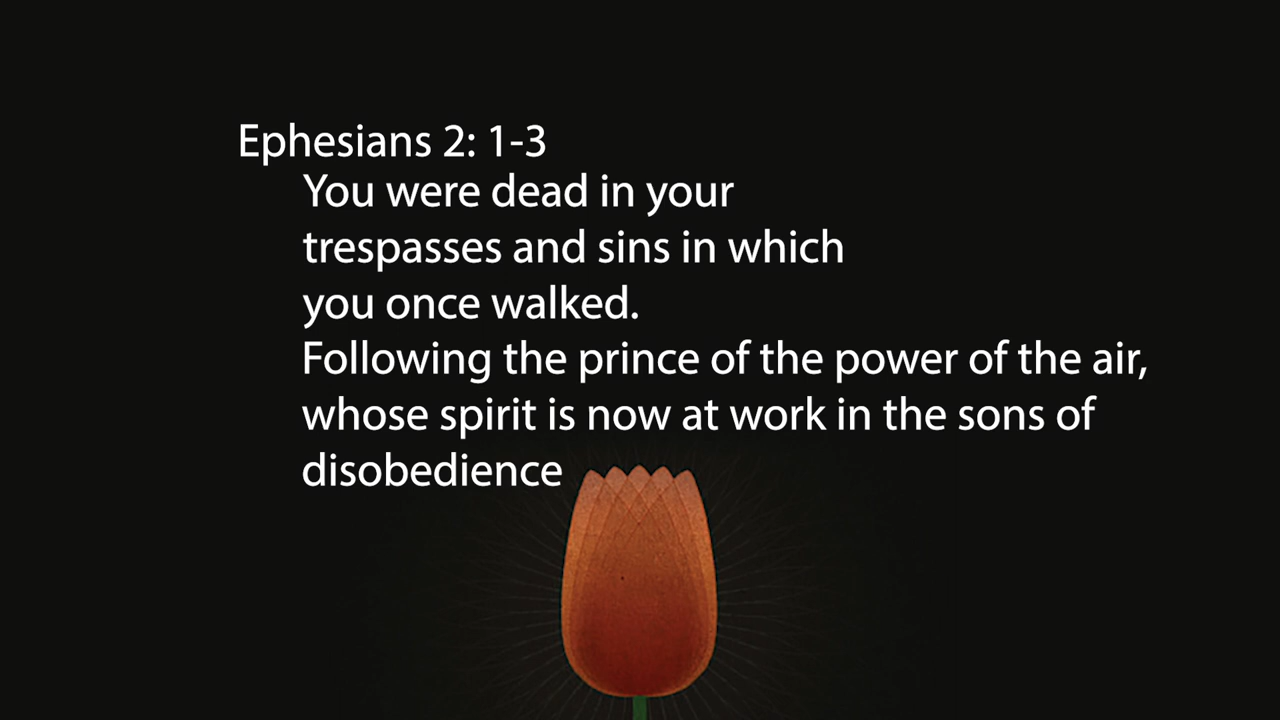 Ephesians 2: 1-3
You were dead in your
trespasses and sins in which
you once walked.
Following the prince of the power of the air,
whose spirit is now at work in the sons of
disobedience